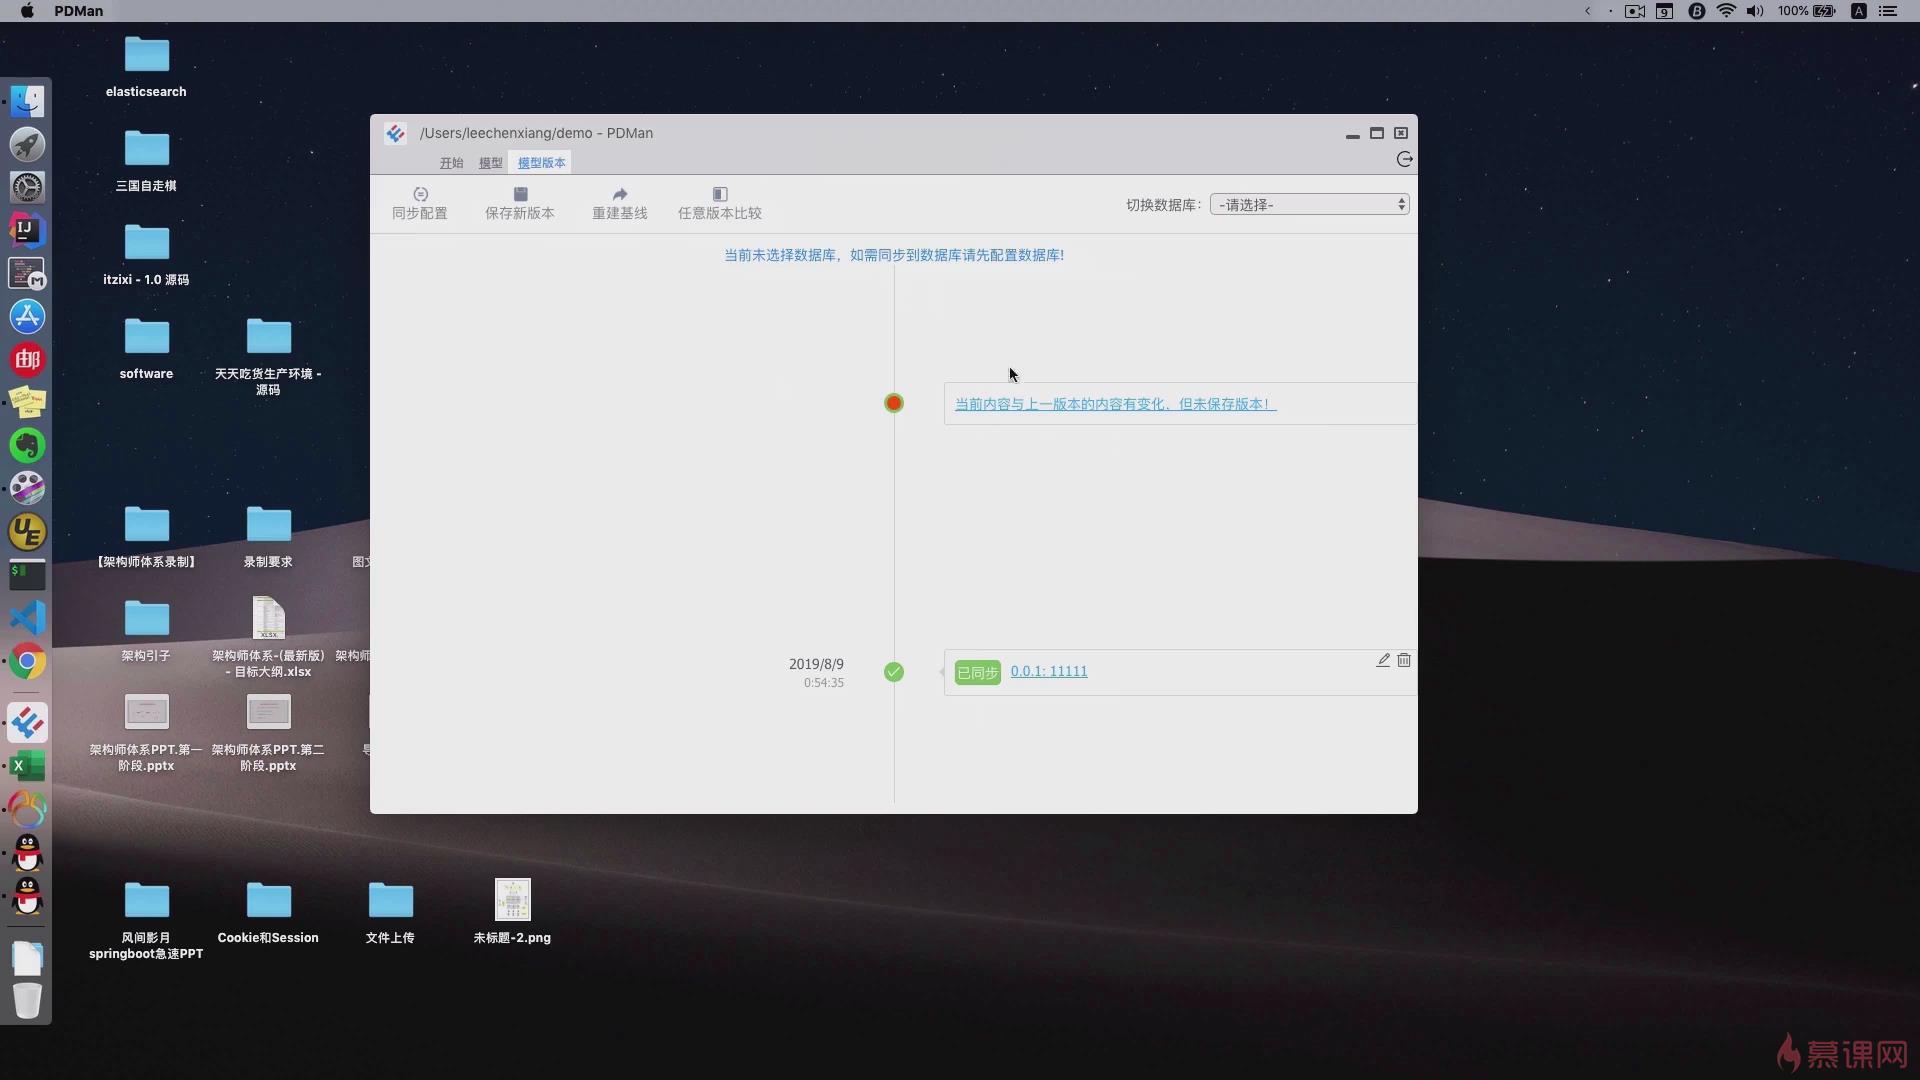 PDMan
100%
9
A
elasticsearch
三国自走棋
itzixi - 1.0 源码
software
天天吃货生产环境 -
源码
【架构师体系录制】
录制要求
架构引子
XLSX
架构师体系-(最新版)
- 目标大纲.xlsx
架构师体系PPT.第一
阶段.pptx
架构师体系PPT.第二
阶段.pptx
风间影月
springboot急速PPT
Cookie和Session
文件上传
未标题-2.png
/Users/leechenxiang/demo - PDMan
开始
模型
模型版本
同步配置
保存新版本
重建基线
任意版本比较
切换数据库：
-请选择-
当前未选择数据库，如需同步到数据库请先配置数据库!
当前内容与上一版本的内容有变化，但未保存版本！
2019/8/9
0:54:35
已同步
0.0.1: 11111
IJ
M
邮
UE
$
X
慕课网